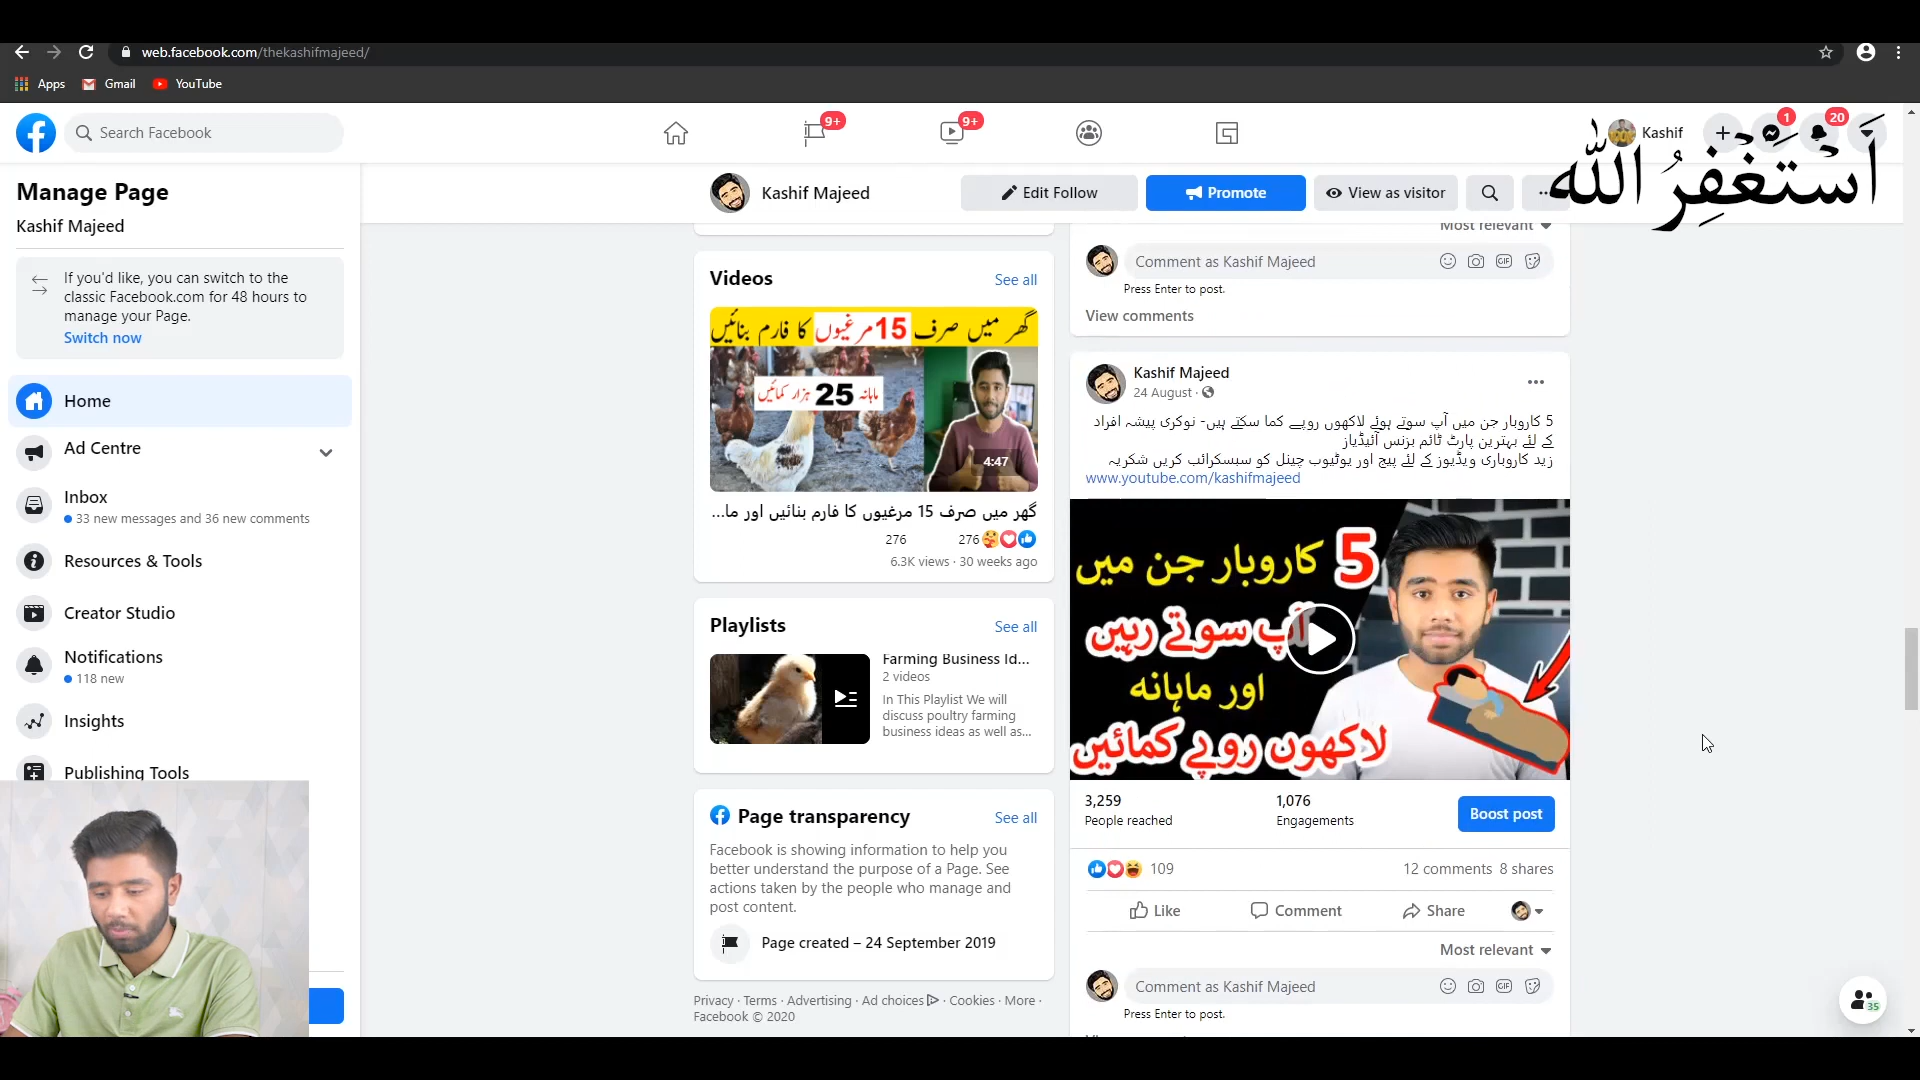 web.facebook.com/thekashifmajeed/
Apps
Gmail
YouTube
Search Facebook
9+
9+
Kashif
1
20
اَسْتَغْفِرُ اللّٰه
Manage Page
Kashif Majeed
If you'd like, you can switch to the
classic Facebook.com for 48 hours to
manage your Page.
Switch now
Home
Ad Centre
Inbox
33 new messages and 36 new comments
Resources & Tools
Creator Studio
Notifications
118 new
Insights
Publishing Tools
Kashif Majeed
Edit Follow
Promote
View as visitor
Videos
See all
گھر میں صرف 15 مرغیوں کا فارم بنائیں
ماہانہ 25 ہزار کمائیں
4:47
گھر میں صرف 15 مرغیوں کا فارم بنائیں اور ما...
276
276
6.3K views · 30 weeks ago
Playlists
See all
Farming Business Id...
2 videos
In This Playlist We will
discuss poultry farming
business ideas as well as...
Page transparency
See all
Facebook is showing information to help you
better understand the purpose of a Page. See
actions taken by the people who manage and
post content.
Page created – 24 September 2019
Privacy · Terms · Advertising · Ad choices · Cookies · More ·
Facebook © 2020
Most relevant
Comment as Kashif Majeed
GIF
Press Enter to post.
View comments
Kashif Majeed
24 August ·
5 کاروبار جن میں آپ سوتے ہوئے لاکھوں روپے کما سکتے ہیں- نوکری پیشہ افراد
کے لئے بہترین پارٹ ٹائم بزنس آئیڈیاز
زید کاروباری ویڈیوز کے لئے پیج اور یوٹیوب چینل کو سبسکرائب کریں شکریہ
www.youtube.com/kashifmajeed
5 کاروبار جن میں
آپ سوتے رہیں
اور ماہانہ
لاکھوں روپے کمائیں
3,259
People reached
1,076
Engagements
Boost post
109
12 comments 8 shares
Like
Comment
Share
Most relevant
Comment as Kashif Majeed
GIF
Press Enter to post.
35